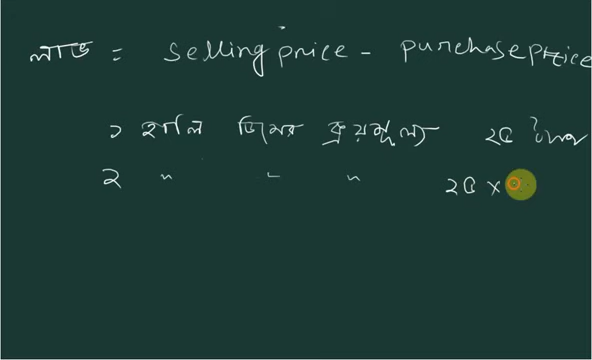 লাভ = selling price - purchase price
১ হালি ডিমের ক্রয়মূল্য ২৫ টাকা
২ " " " ২৫ ×